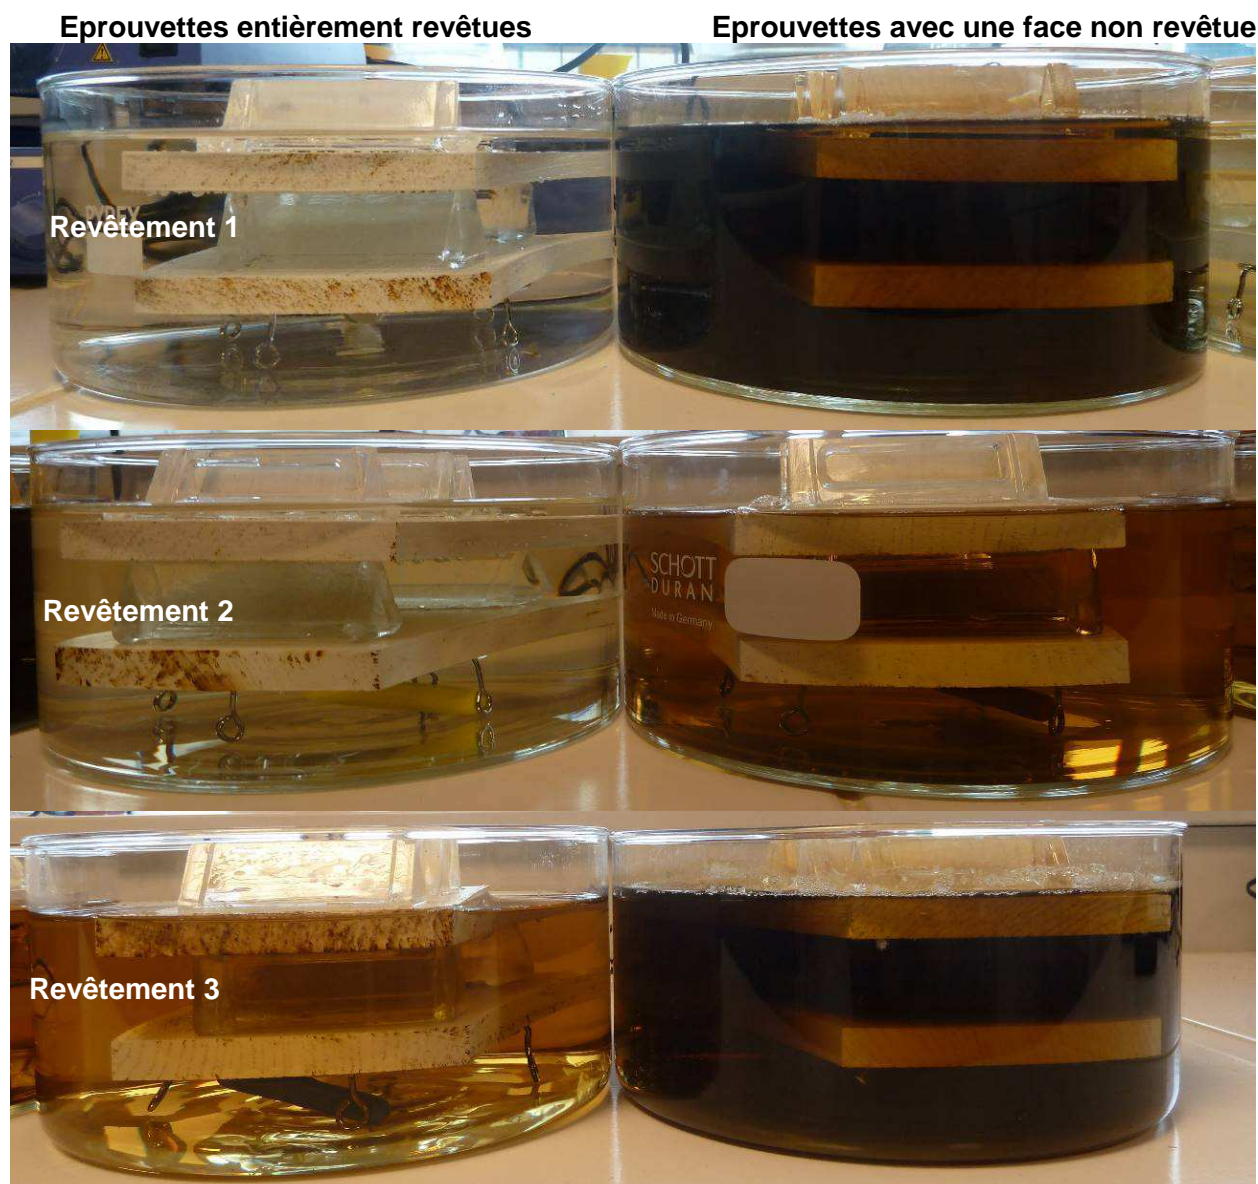 Eprouvettes entièrement revêtues
Eprouvettes avec une face non revêtue
PYREX
Revêtement 1
Revêtement 2
SCHOTT
DURAN
Made in Germany
Revêtement 3